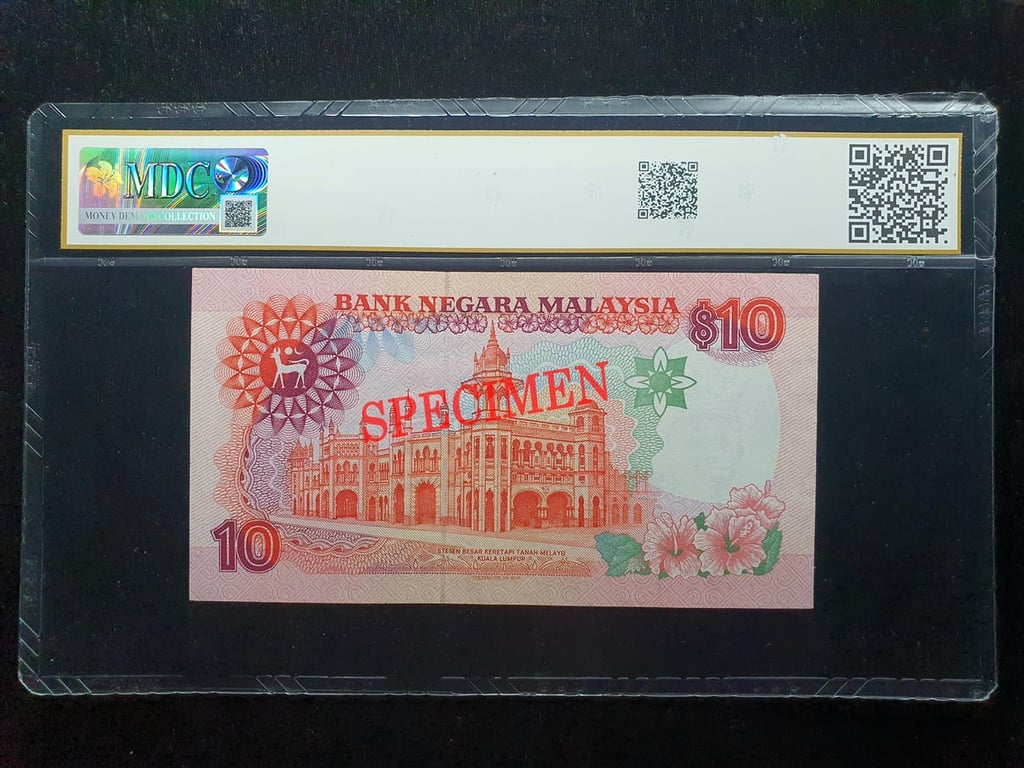 MDC
MONEY DEMAND COLLECTION
BANK NEGARA MALAYSIA
$10
SPECIMEN
10
STESEN BESAR KERETAPI TANAH MELAYU
KUALA LUMPUR